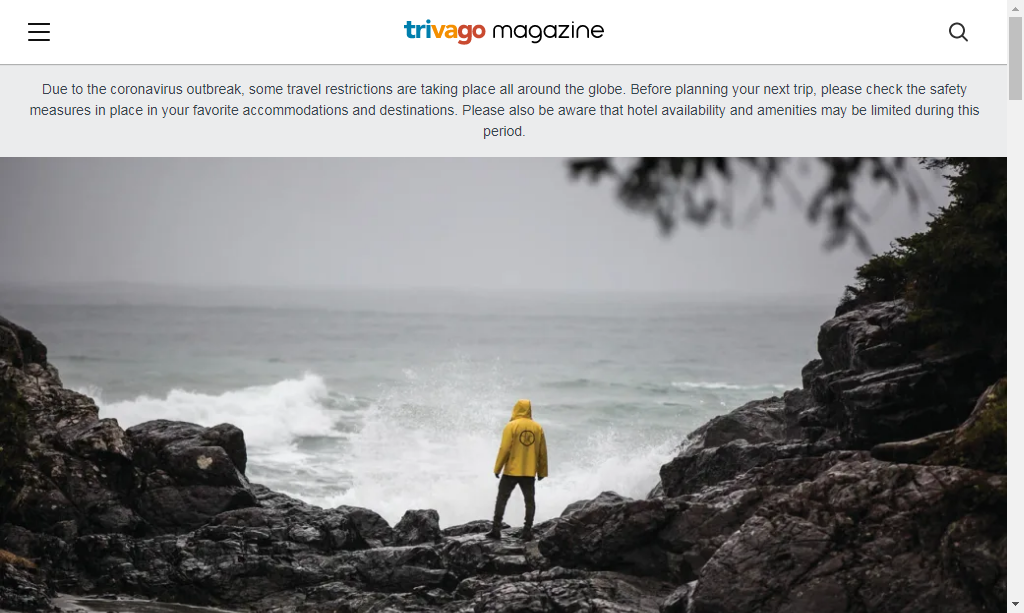 trivago magazine
Due to the coronavirus outbreak, some travel restrictions are taking place all around the globe. Before planning your next trip, please check the safety
measures in place in your favorite accommodations and destinations. Please also be aware that hotel availability and amenities may be limited during this
period.